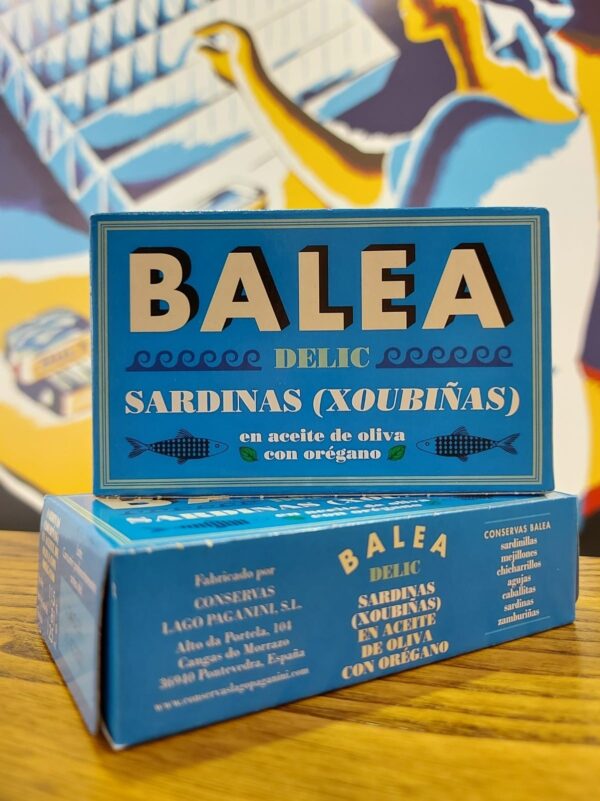 BALEA
DELIC
SARDINAS (XOUBIÑAS)
en aceite de oliva
con orégano
Fabricado por
CONSERVAS
LAGO PAGANINI, S.L.
Alto da Portela, 104
Cangas do Morrazo
36940 Pontevedra, España
www.conservaslagopaganini.com
BALEA
DELIC
SARDINAS
(XOUBIÑAS)
EN ACEITE
DE OLIVA
CON ORÉGANO
CONSERVAS BALEA
sardinillas
mejillones
chicharrillos
agujas
caballitas
sardinas
zamburiñas